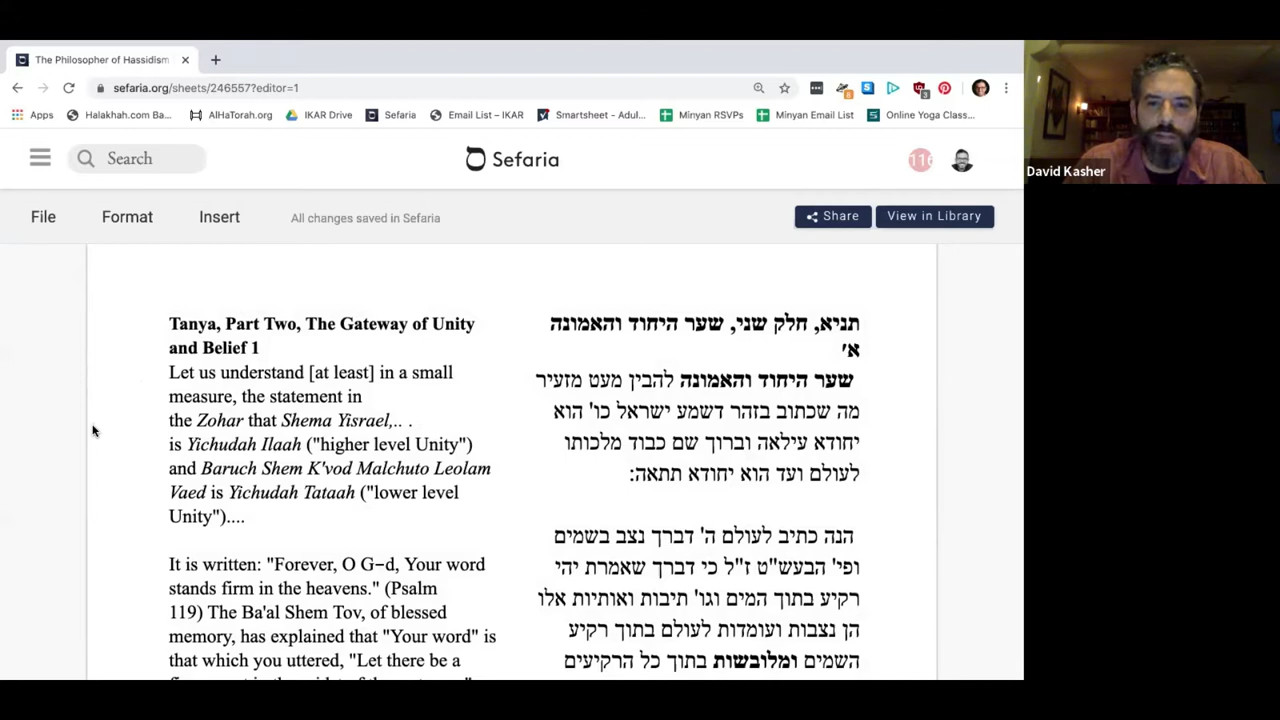 The Philosopher of Hassidism
sefaria.org/sheets/246557?editor=1
Apps
Halakhah.com Ba...
AlHaTorah.org
IKAR Drive
Sefaria
Email List – IKAR
Smartsheet - Adul...
Minyan RSVPs
Minyan Email List
Online Yoga Clas...
Search
Sefaria
116
David Kasher
File
Format
Insert
All changes saved in Sefaria
Share
View in Library
Tanya, Part Two, The Gateway of Unity
and Belief 1
Let us understand [at least] in a small
measure, the statement in
the Zohar that Shema Yisrael,.. .
is Yichudah Ilaah ("higher level Unity")
and Baruch Shem K'vod Malchuto Leolam
Vaed is Yichudah Tataah ("lower level
Unity")....
It is written: "Forever, O G–d, Your word
stands firm in the heavens." (Psalm
119) The Ba'al Shem Tov, of blessed
memory, has explained that "Your word" is
that which you uttered, "Let there be a
תניא, חלק שני, שער היחוד והאמונה
א׳
שער היחוד והאמונה להבין מעט מזעיר
מה שכתוב בזהר דשמע ישראל כו' הוא
יחודא עילאה וברוך שם כבוד מלכותו
לעולם ועד הוא יחודא תתאה:
הנה כתיב לעולם ה' דברך נצב בשמים
ופי' הבעש"ט ז"ל כי דברך שאמרת יהי
רקיע בתוך המים וגו' תיבות ואותיות אלו
הן נצבות ועומדות לעולם בתוך רקיע
השמים ומלובשות בתוך כל הרקיעים